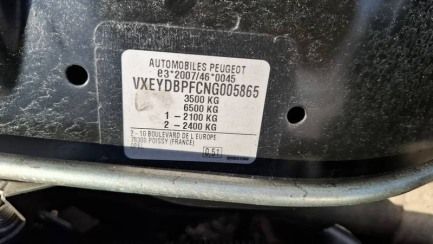 AUTOMOBILES PEUGEOT
e3*2007/46*0045
VXEYDBPFCNG005865
3500 KG
6500 KG
1 - 2100 KG
2 - 2400 KG
2 - 10 BOULEVARD DE L'EUROPE
78300 POISSY (FRANCE)
0,51